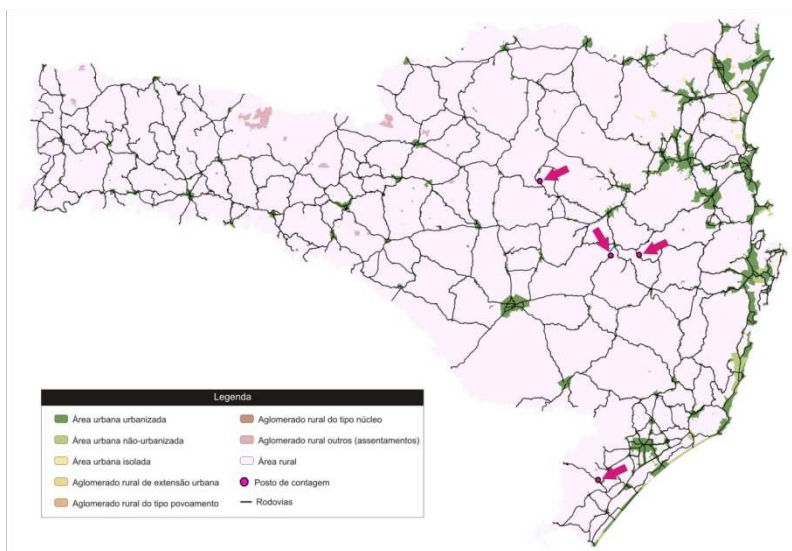 Legenda
Área urbana urbanizada
Área urbana não-urbanizada
Área urbana isolada
Aglomerado rural de extensão urbana
Aglomerado rural do tipo povoamento
Aglomerado rural do tipo núcleo
Aglomerado rural outros (assentamentos)
Área rural
Posto de contagem
Rodovias